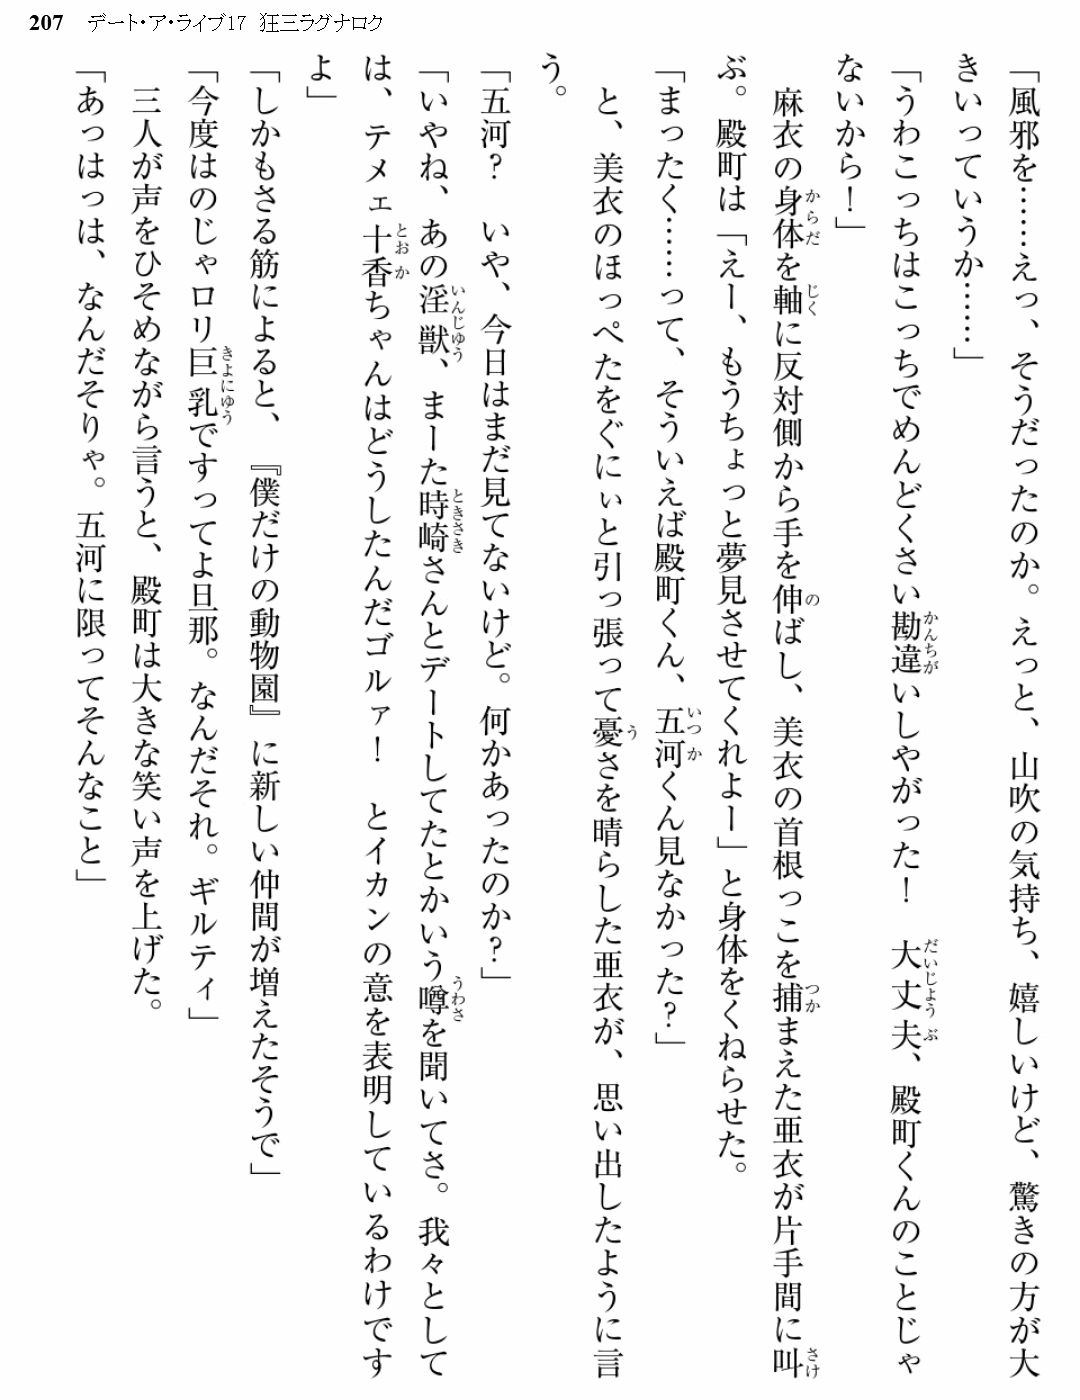 207 デート・ア・ライブ17 狂三ラグナロク
「風邪を……えっ、そうだったのか。えっと、山吹の気持ち、嬉しいけど、驚きの方が大
きいっていうか……」
「うわこっちはこっちでめんどくさい勘違いしやがった！　大丈夫、殿町くんのことじゃ
ないから！」
　麻衣の身体を軸に反対側から手を伸ばし、美衣の首根っこを捕まえた亜衣が片手間に叫
ぶ。殿町は「えー、もうちょっと夢見させてくれよー」と身体をくねらせた。
「まったく……って、そういえば殿町くん、五河くん見なかった？」
　と、美衣のほっぺたをぐにぃと引っ張って憂さを晴らした亜衣が、思い出したように言
う。
「五河？　いや、今日はまだ見てないけど。何かあったのか？」
「いやね、あの淫獣、まーた時崎さんとデートしてたとかいう噂を聞いてさ。我々として
は、テメェ十香ちゃんはどうしたんだゴルァ！　とイカンの意を表明しているわけです
よ」
「しかもさる筋によると、『僕だけの動物園』に新しい仲間が増えたそうで」
「今度はのじゃロリ巨乳ですってよ旦那。なんだそれ。ギルティ」
　三人が声をひそめながら言うと、殿町は大きな笑い声を上げた。
「あっはっは、なんだそりゃ。五河に限ってそんなこと」